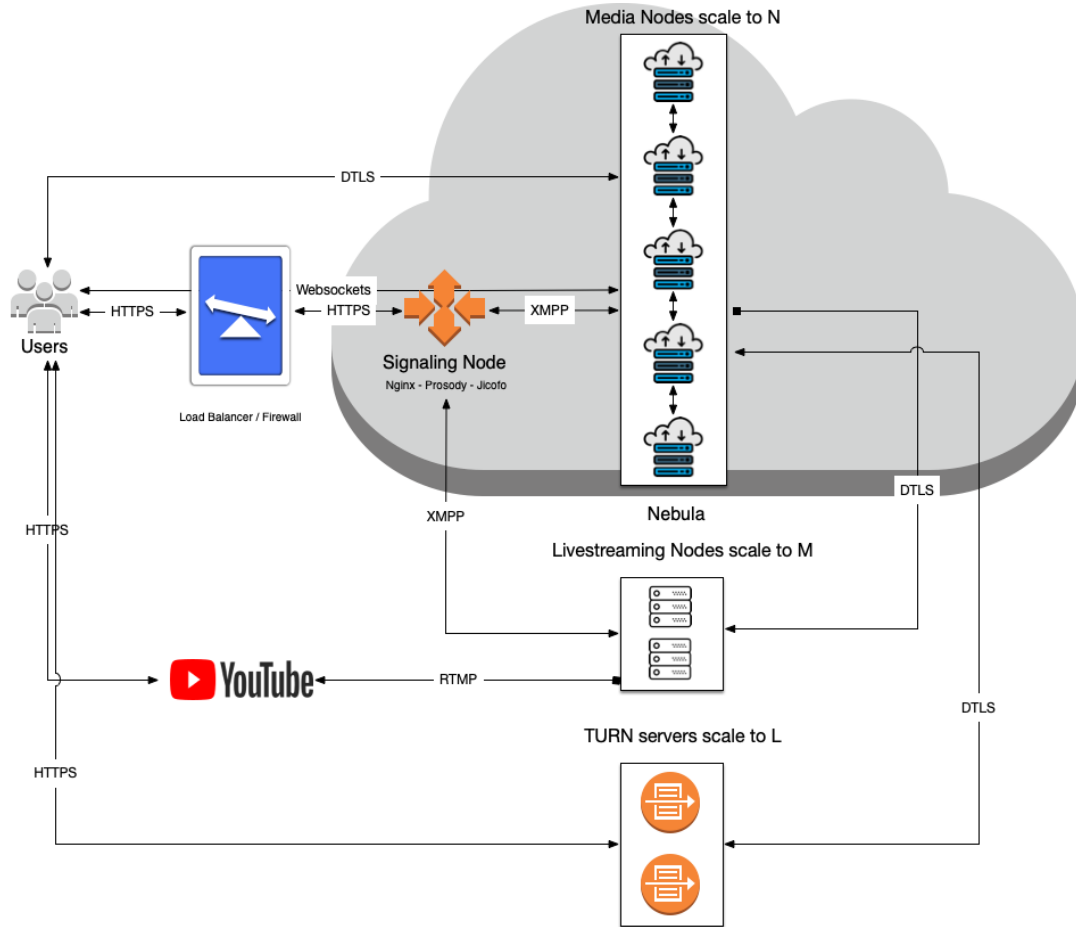 Media Nodes scale to N
DTLS
Websockets
HTTPS
HTTPS
XMPP
Users
Signaling Node
Nginx - Prosody - Jicofo
Load Balancer / Firewall
DTLS
Nebula
XMPP
HTTPS
Livestreaming Nodes scale to M
YouTube
RTMP
DTLS
TURN servers scale to L
HTTPS